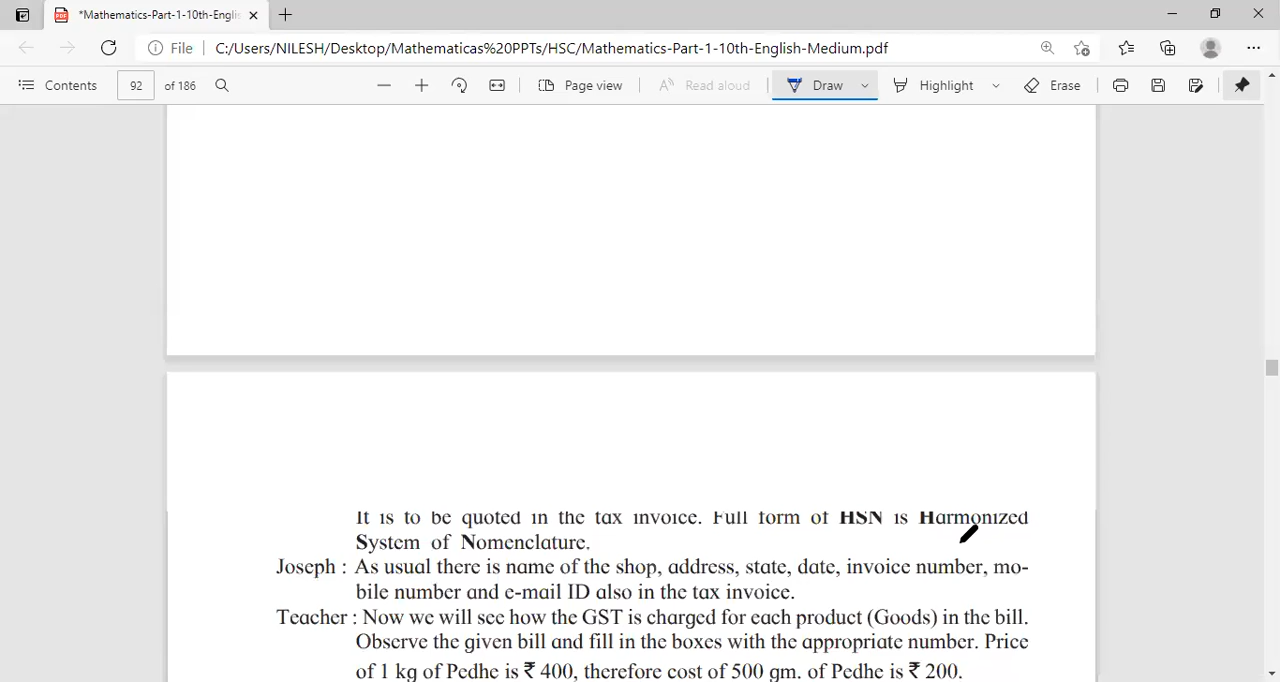 *Mathematics-Part-1-10th-Englis
File C:/Users/NILESH/Desktop/Mathematicas%20PPTs/HSC/Mathematics-Part-1-10th-English-Medium.pdf
Contents 92 of 186 Page view Read aloud Draw Highlight Erase
It is to be quoted in the tax invoice. Full form of HSN is Harmonized
System of Nomenclature.
Joseph : As usual there is name of the shop, address, state, date, invoice number, mo-
bile number and e-mail ID also in the tax invoice.
Teacher : Now we will see how the GST is charged for each product (Goods) in the bill.
Observe the given bill and fill in the boxes with the appropriate number. Price
of 1 kg of Pedhe is ₹ 400, therefore cost of 500 gm. of Pedhe is ₹ 200.